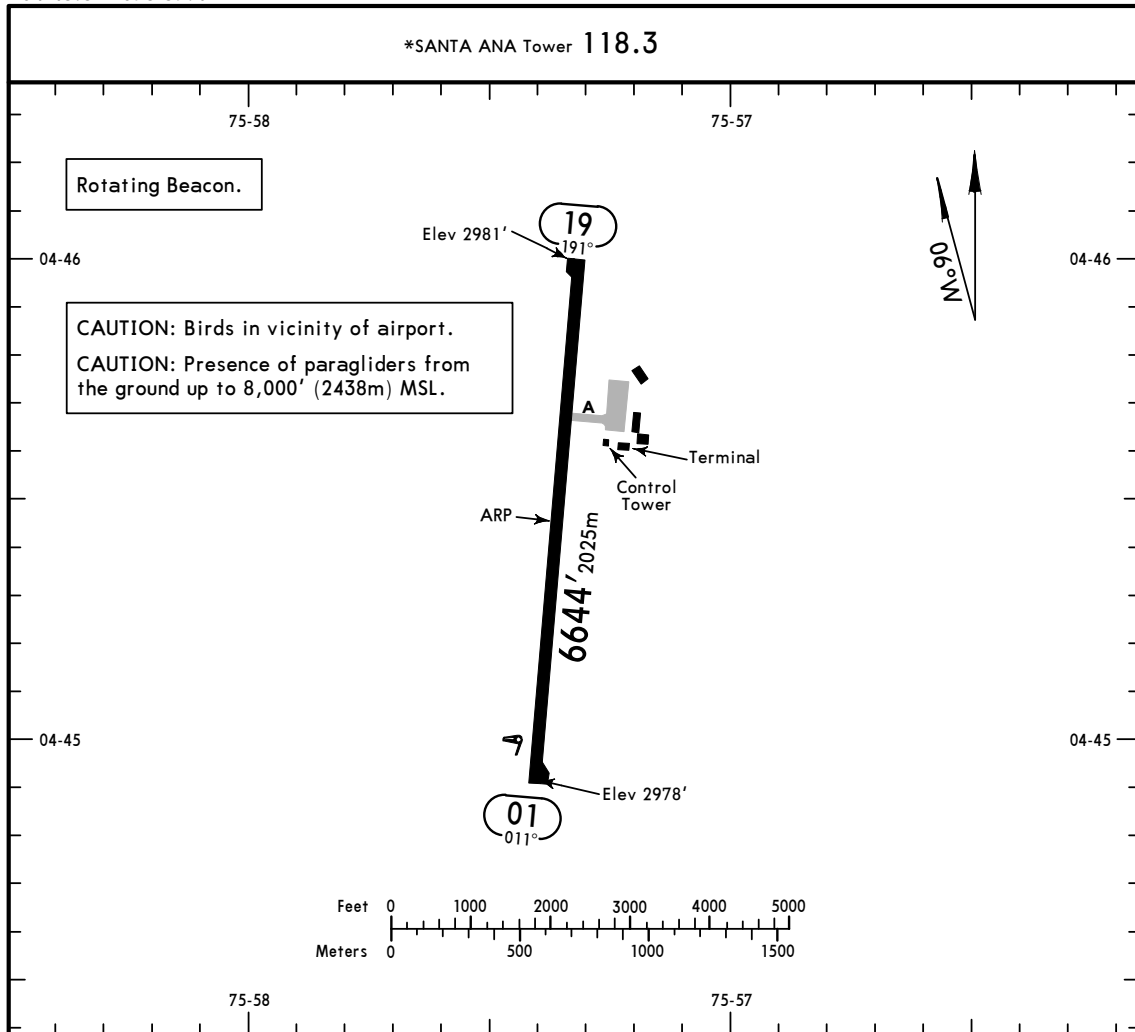 *SANTA ANA Tower 118.3
75-58
75-57
Rotating Beacon.
19
191°
Elev 2981'
06°W
04-46
04-46
CAUTION: Birds in vicinity of airport.
CAUTION: Presence of paragliders from
the ground up to 8,000' (2438m) MSL.
A
Terminal
Control
Tower
ARP
6644' 2025m
04-45
04-45
Elev 2978'
01
011°
Feet 0 1000 2000 3000 4000 5000
Meters 0 500 1000 1500
75-58
75-57